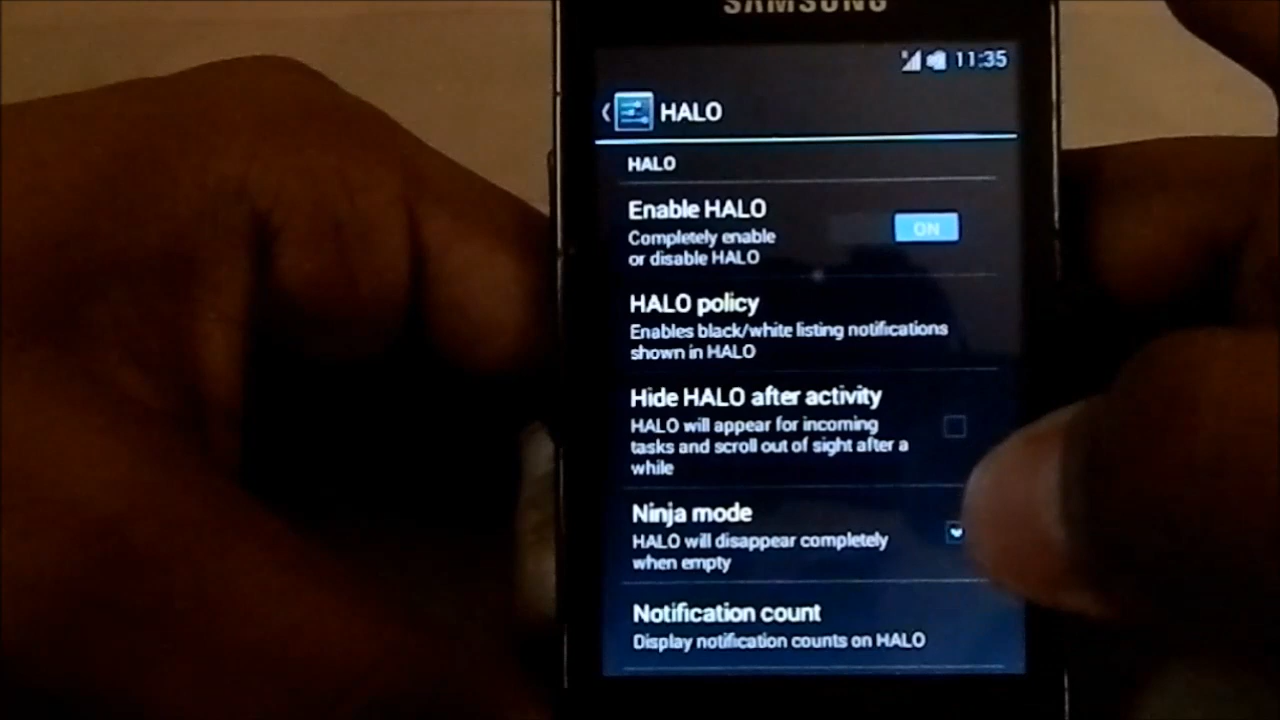 SAMSUNG
11:35
HALO
HALO
Enable HALO
Completely enable
or disable HALO
ON
HALO policy
Enables black/white listing notifications
shown in HALO
Hide HALO after activity
HALO will appear for incoming
tasks and scroll out of sight after a
while
Ninja mode
HALO will disappear completely
when empty
Notification count
Display notification counts on HALO